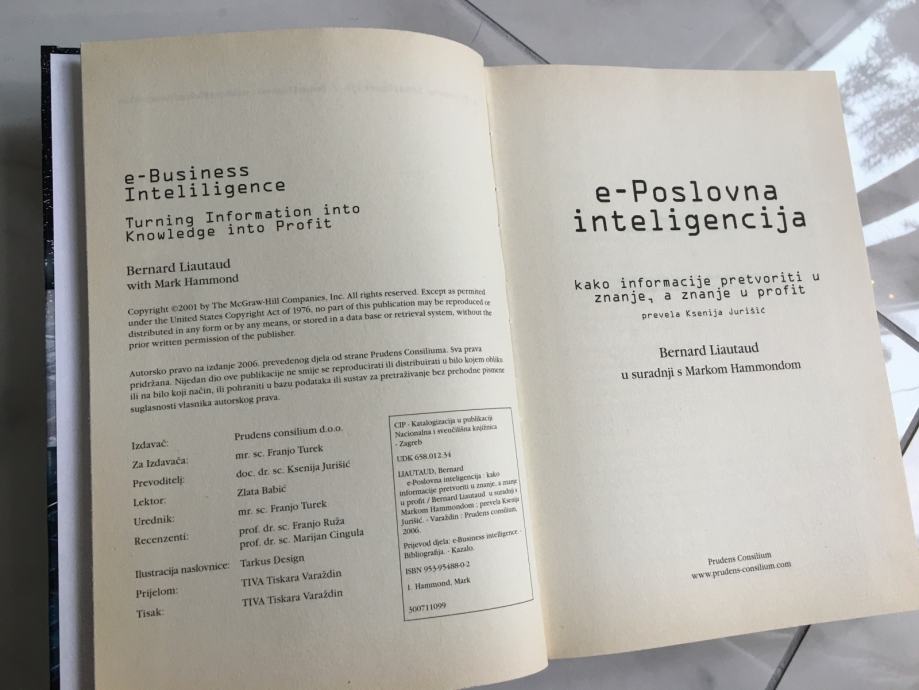 e-Business
Inteliligence
Turning Information into
Knowledge into Profit
Bernard Liautaud
with Mark Hammond
Copyright ©2001 by The McGraw-Hill Companies, Inc. All rights reserved. Except as permited
under the United States Copyright Act of 1976, no part of this publication may be reproduced or
distributed in any form or by any means, or stored in a data base or retrieval system, without the
prior written permission of the publisher.
Autorsko pravo na izdanje 2006. prevedenog djela od strane Prudens Consiliuma. Sva prava
pridržana. Nijedan dio ove publikacije ne smije se reproducirati ili distribuirati u bilo kojem obliku
ili na bilo koji način, ili pohraniti u bazu podataka ili sustav za pretraživanje bez prehodne pismene
suglasnosti vlasnika autorskog prava.
Izdavač: Prudens consilium d.o.o.
Za Izdavača: mr. sc. Franjo Turek
Prevoditelj: doc. dr. sc. Ksenija Jurišić
Lektor: Zlata Babić
Urednik: mr. sc. Franjo Turek
Recenzenti: prof. dr. sc. Franjo Ruža
prof. dr. sc. Marijan Cingula
Ilustracija naslovnice: Tarkus Design
Prijelom: TIVA Tiskara Varaždin
Tisak: TIVA Tiskara Varaždin
CIP - Katalogizacija u publikaciji
Nacionalna i svenčilišna knjižnica
- Zagreb
UDK 658.012.34
LIAUTAUD, Bernard
e-Poslovna inteligencija : kako
informacije pretvoriti u znanje, a znanje
u profit / Bernard Liautaud u suradnji s
Markom Hammondom ; prevela Ksenija
Jurišić. - Varaždin : Prudens consilium,
2006.
Prijevod djela: e-Business intelligence. -
Bibliografija. - Kazalo.
ISBN 953-95488-0-2
1. Hammond, Mark
300711099
e-Poslovna
inteligencija
kako informacije pretvoriti u
znanje, a znanje u profit
prevela Ksenija Jurišić
Bernard Liautaud
u suradnji s Markom Hammondom
Prudens Consilium
www.prudens-consilium.com